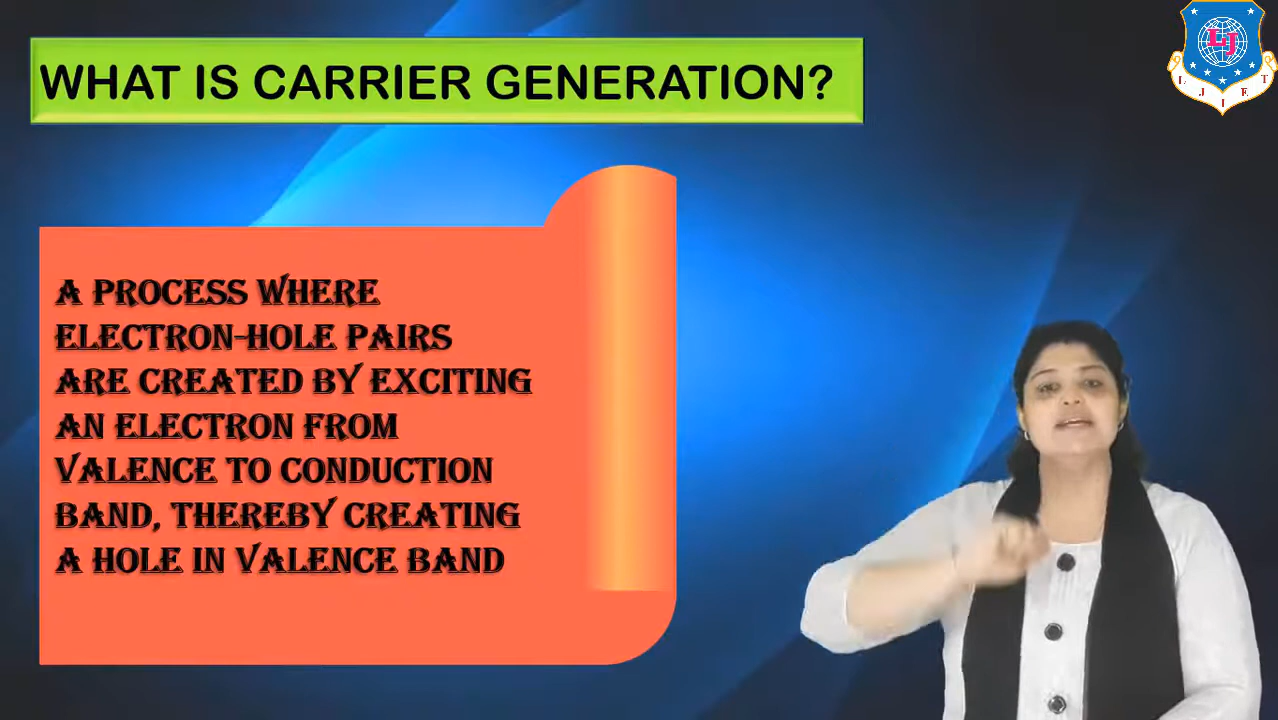 WHAT IS CARRIER GENERATION?
LJ
L J I E T
A PROCESS WHERE
ELECTRON-HOLE PAIRS
ARE CREATED BY EXCITING
AN ELECTRON FROM
VALENCE TO CONDUCTION
BAND, THEREBY CREATING
A HOLE IN VALENCE BAND